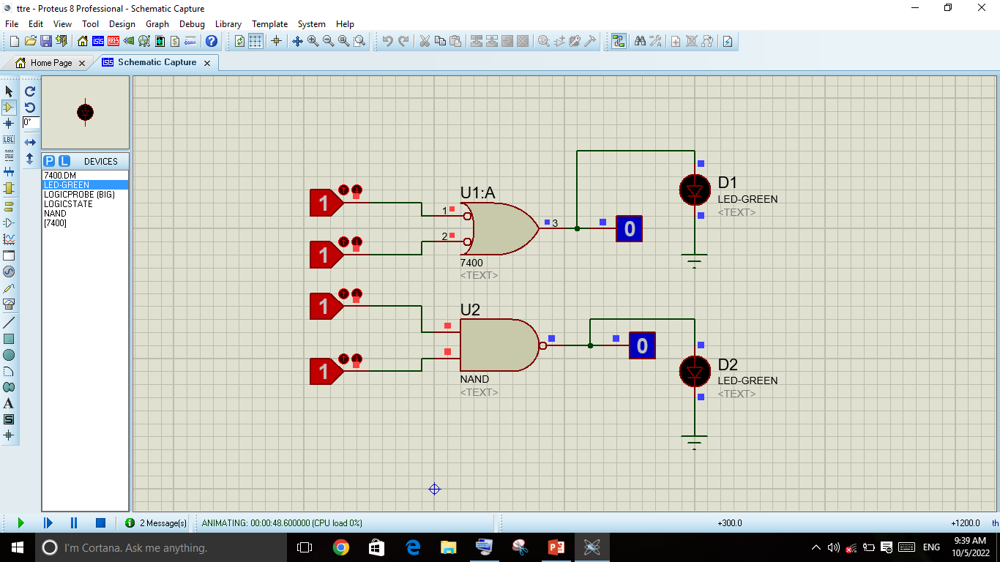 ttre - Proteus 8 Professional - Schematic Capture
File Edit View Tool Design Graph Debug Library Template System Help
Home Page
Schematic Capture
0°
LBL
P L DEVICES
7400.DM
LED-GREEN
LOGICPROBE (BIG)
LOGICSTATE
NAND
[7400]
A
S
D1
LED-GREEN
<TEXT>
U1:A
1
1
2
3
0
1
7400
<TEXT>
1
U2
0
1
NAND
<TEXT>
D2
LED-GREEN
<TEXT>
2 Message(s)
ANIMATING: 00:00:48.600000 (CPU load 0%)
+300.0
+1200.0
th
I'm Cortana. Ask me anything.
ENG
9:39 AM
10/5/2022